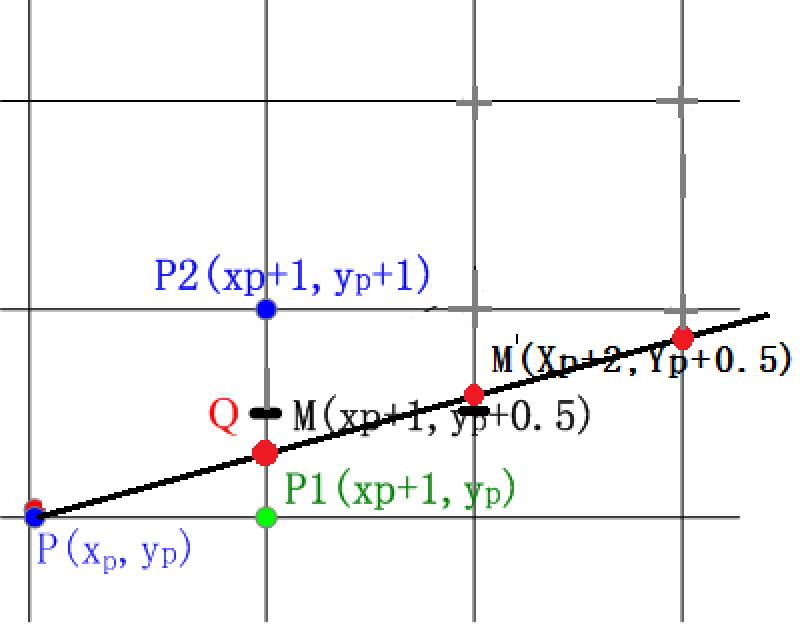 P2(xp+1,yp+1)
M'(Xp+2,Yp+0.5)
Q M(xp+1,yp+0.5)
P1(xp+1,yp)
P(xp,yp)